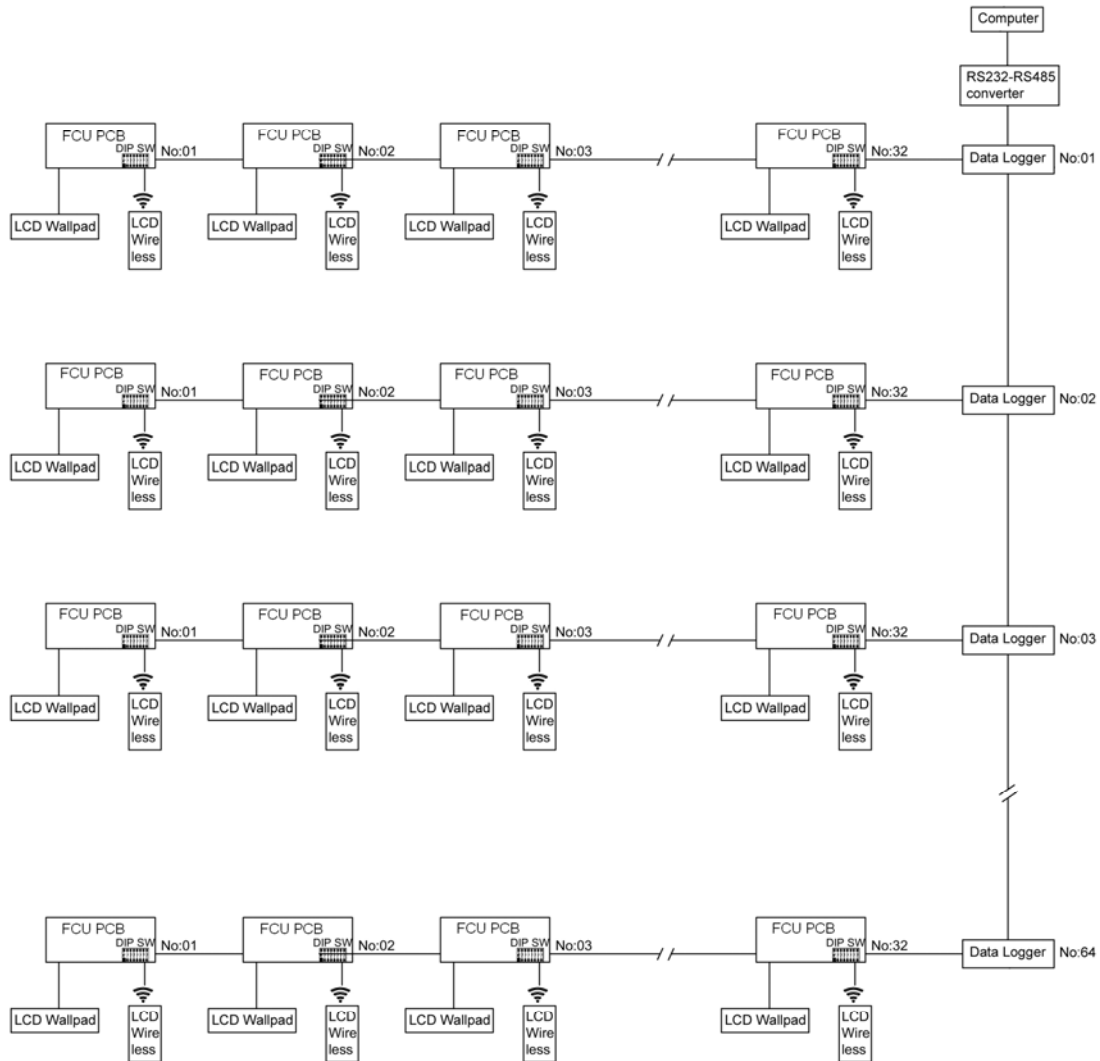 Computer
RS232-RS485
converter
FCU PCB
DIP SW
No:01
FCU PCB
DIP SW
No:02
FCU PCB
DIP SW
No:03
FCU PCB
DIP SW
No:32
Data Logger
No:01
LCD Wallpad
LCD
Wire
less
LCD Wallpad
LCD
Wire
less
LCD Wallpad
LCD
Wire
less
LCD Wallpad
LCD
Wire
less
FCU PCB
DIP SW
No:01
FCU PCB
DIP SW
No:02
FCU PCB
DIP SW
No:03
FCU PCB
DIP SW
No:32
Data Logger
No:02
LCD Wallpad
LCD
Wire
less
LCD Wallpad
LCD
Wire
less
LCD Wallpad
LCD
Wire
less
LCD Wallpad
LCD
Wire
less
FCU PCB
DIP SW
No:01
FCU PCB
DIP SW
No:02
FCU PCB
DIP SW
No:03
FCU PCB
DIP SW
No:32
Data Logger
No:03
LCD Wallpad
LCD
Wire
less
LCD Wallpad
LCD
Wire
less
LCD Wallpad
LCD
Wire
less
LCD Wallpad
LCD
Wire
less
FCU PCB
DIP SW
No:01
FCU PCB
DIP SW
No:02
FCU PCB
DIP SW
No:03
FCU PCB
DIP SW
No:32
Data Logger
No:64
LCD Wallpad
LCD
Wire
less
LCD Wallpad
LCD
Wire
less
LCD Wallpad
LCD
Wire
less
LCD Wallpad
LCD
Wire
less